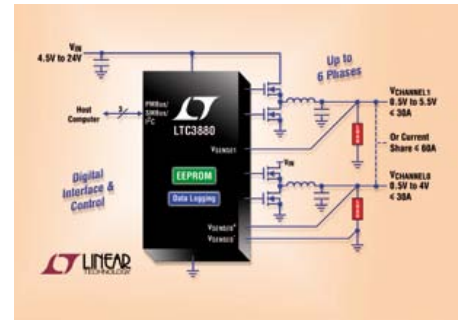 VIN
4.5V to 24V
Up to
6 Phases
Host
Computer
3
PMBus/
SMBus/
I²C
LTC3880
VSENSE1
VCHANNEL1
0.5V to 5.5V
≤ 30A
Or Current
Share ≤ 60A
VIN
EEPROM
Data Logging
Digital
Interface &
Control
VCHANNEL0
0.5V to 4V
≤ 30A
VSENSE0+
VSENSE0-
LINEAR
TECHNOLOGY